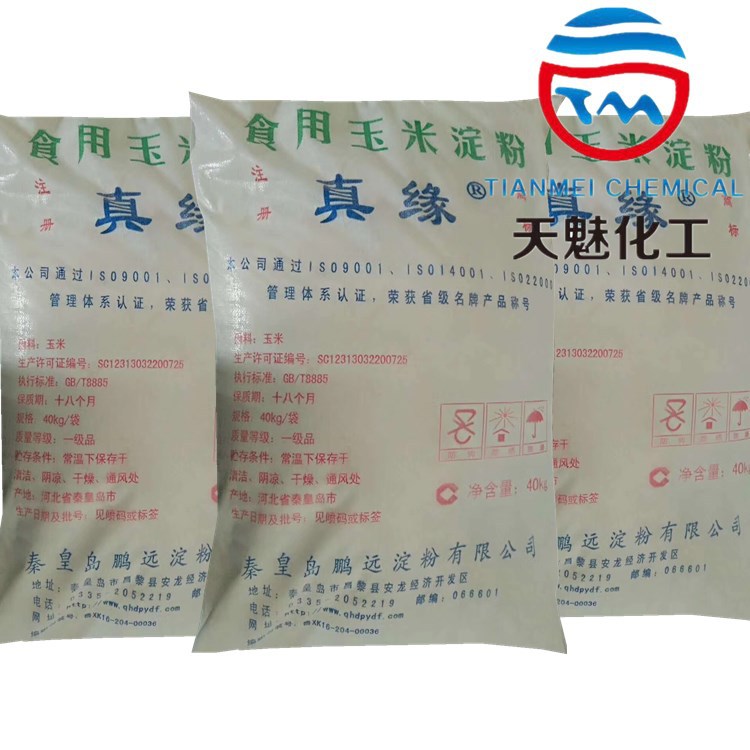 TM
TIANMEI CHEMICAL
天魅化工
食用玉米淀粉
注册
真缘®
商标
本公司通过ISO9001、ISO14001、ISO22000
管理体系认证，荣获省级名牌产品称号
料：玉米
生产许可证编号：SC12313032200725
执行标准：GB/T8885
保质期：十八个月
规格：40kg/袋
质量等级：一级品
贮存条件：常温下保存于
清洁、阴凉、干燥、通风处
产地：河北省秦皇岛市
生产日期及批号：见喷码或标签
净含量：40kg
秦皇岛鹏远淀粉有限公司
地址：秦皇岛市昌黎县安龙经济开发区
电话：0335-2052219 邮编：066601
网址：http://www.qhdpydf.com
XK16-204-00036